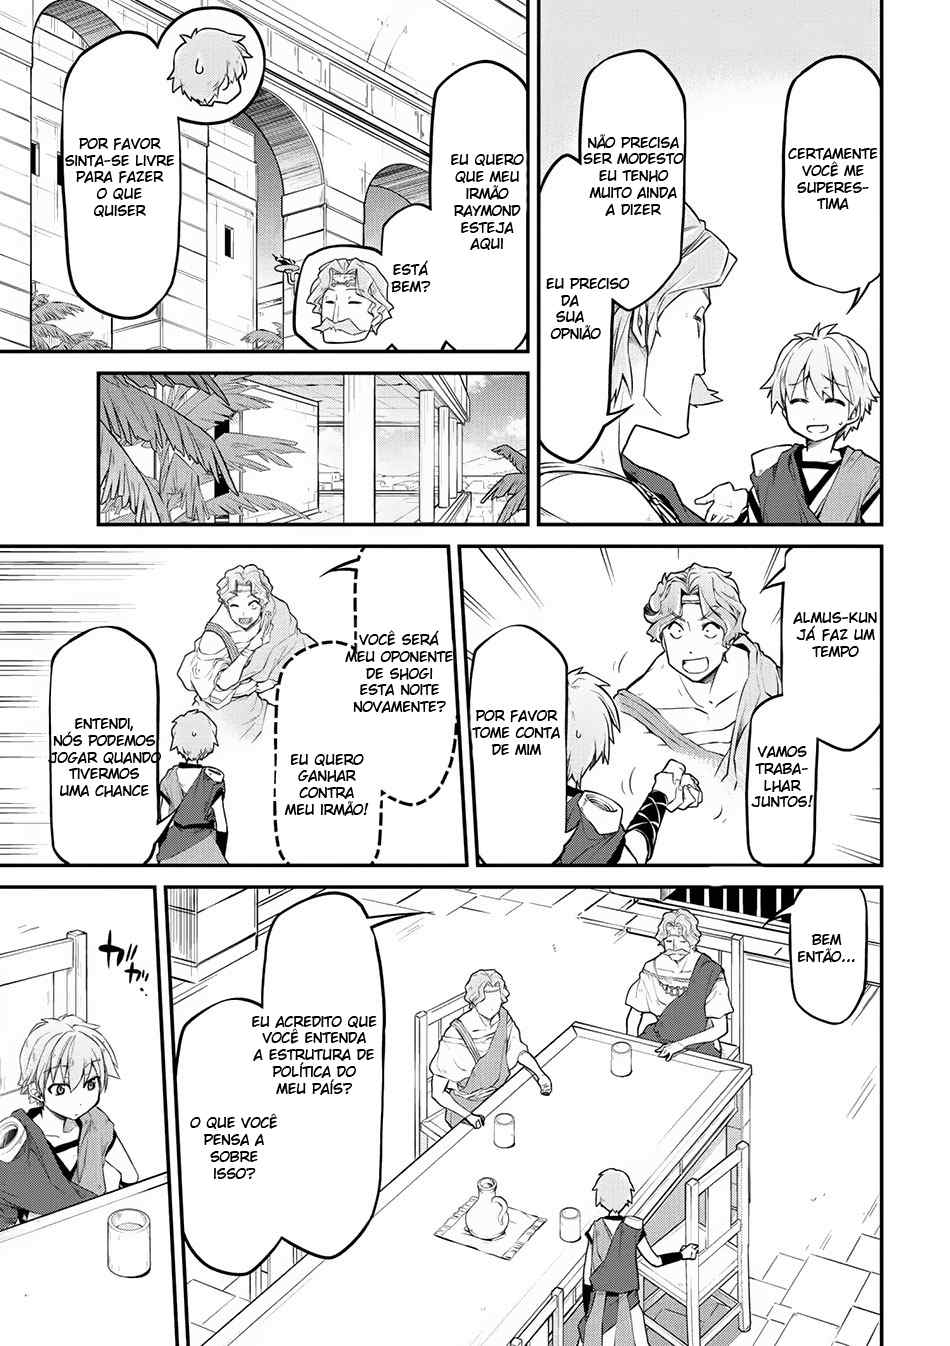 CERTAMENTE
VOCÊ ME
SUPERES-
TIMA
NÃO PRECISA
SER MODESTO
EU TENHO
MUITO AINDA
A DIZER
EU PRECISO
DA
SUA
OPNIÃO
EU QUERO
QUE MEU
IRMÃO
RAYMOND
ESTEJA
AQUI
ESTÁ
BEM?
POR FAVOR
SINTA-SE LIVRE
PARA FAZER
O QUE
QUISER
ALMUS-KUN
JÁ FAZ UM
TEMPO
VAMOS
TRABA-
LHAR
JUNTOS!
POR FAVOR
TOME CONTA
DE MIM
VOCÊ SERÁ
MEU OPONENTE
DE SHOGI
ESTA NOITE
NOVAMENTE?
EU QUERO
GANHAR
CONTRA
MEU IRMÃO!
ENTENDI,
NÓS PODEMOS
JOGAR QUANDO
TIVERMOS
UMA CHANCE
BEM
ENTÃO...
EU ACREDITO QUE
VOCÊ ENTENDA
A ESTRUTURA DE
POLÍTICA DO
MEU PAÍS?
O QUE VOCÊ
PENSA A
SOBRE
ISSO?
ガガ…